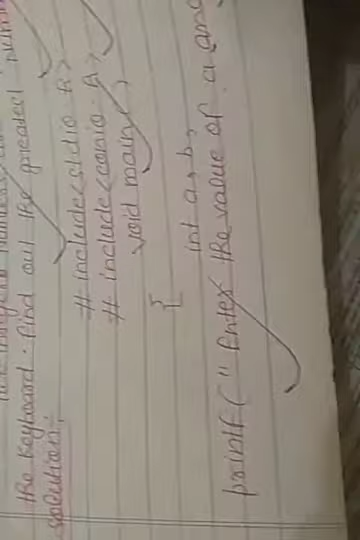 the keyboard. Find out the greatest
solution:
# include<stdio.h>
# include<conio.h>
void main()
{
int a,b,
printf(" Enter the value of a and